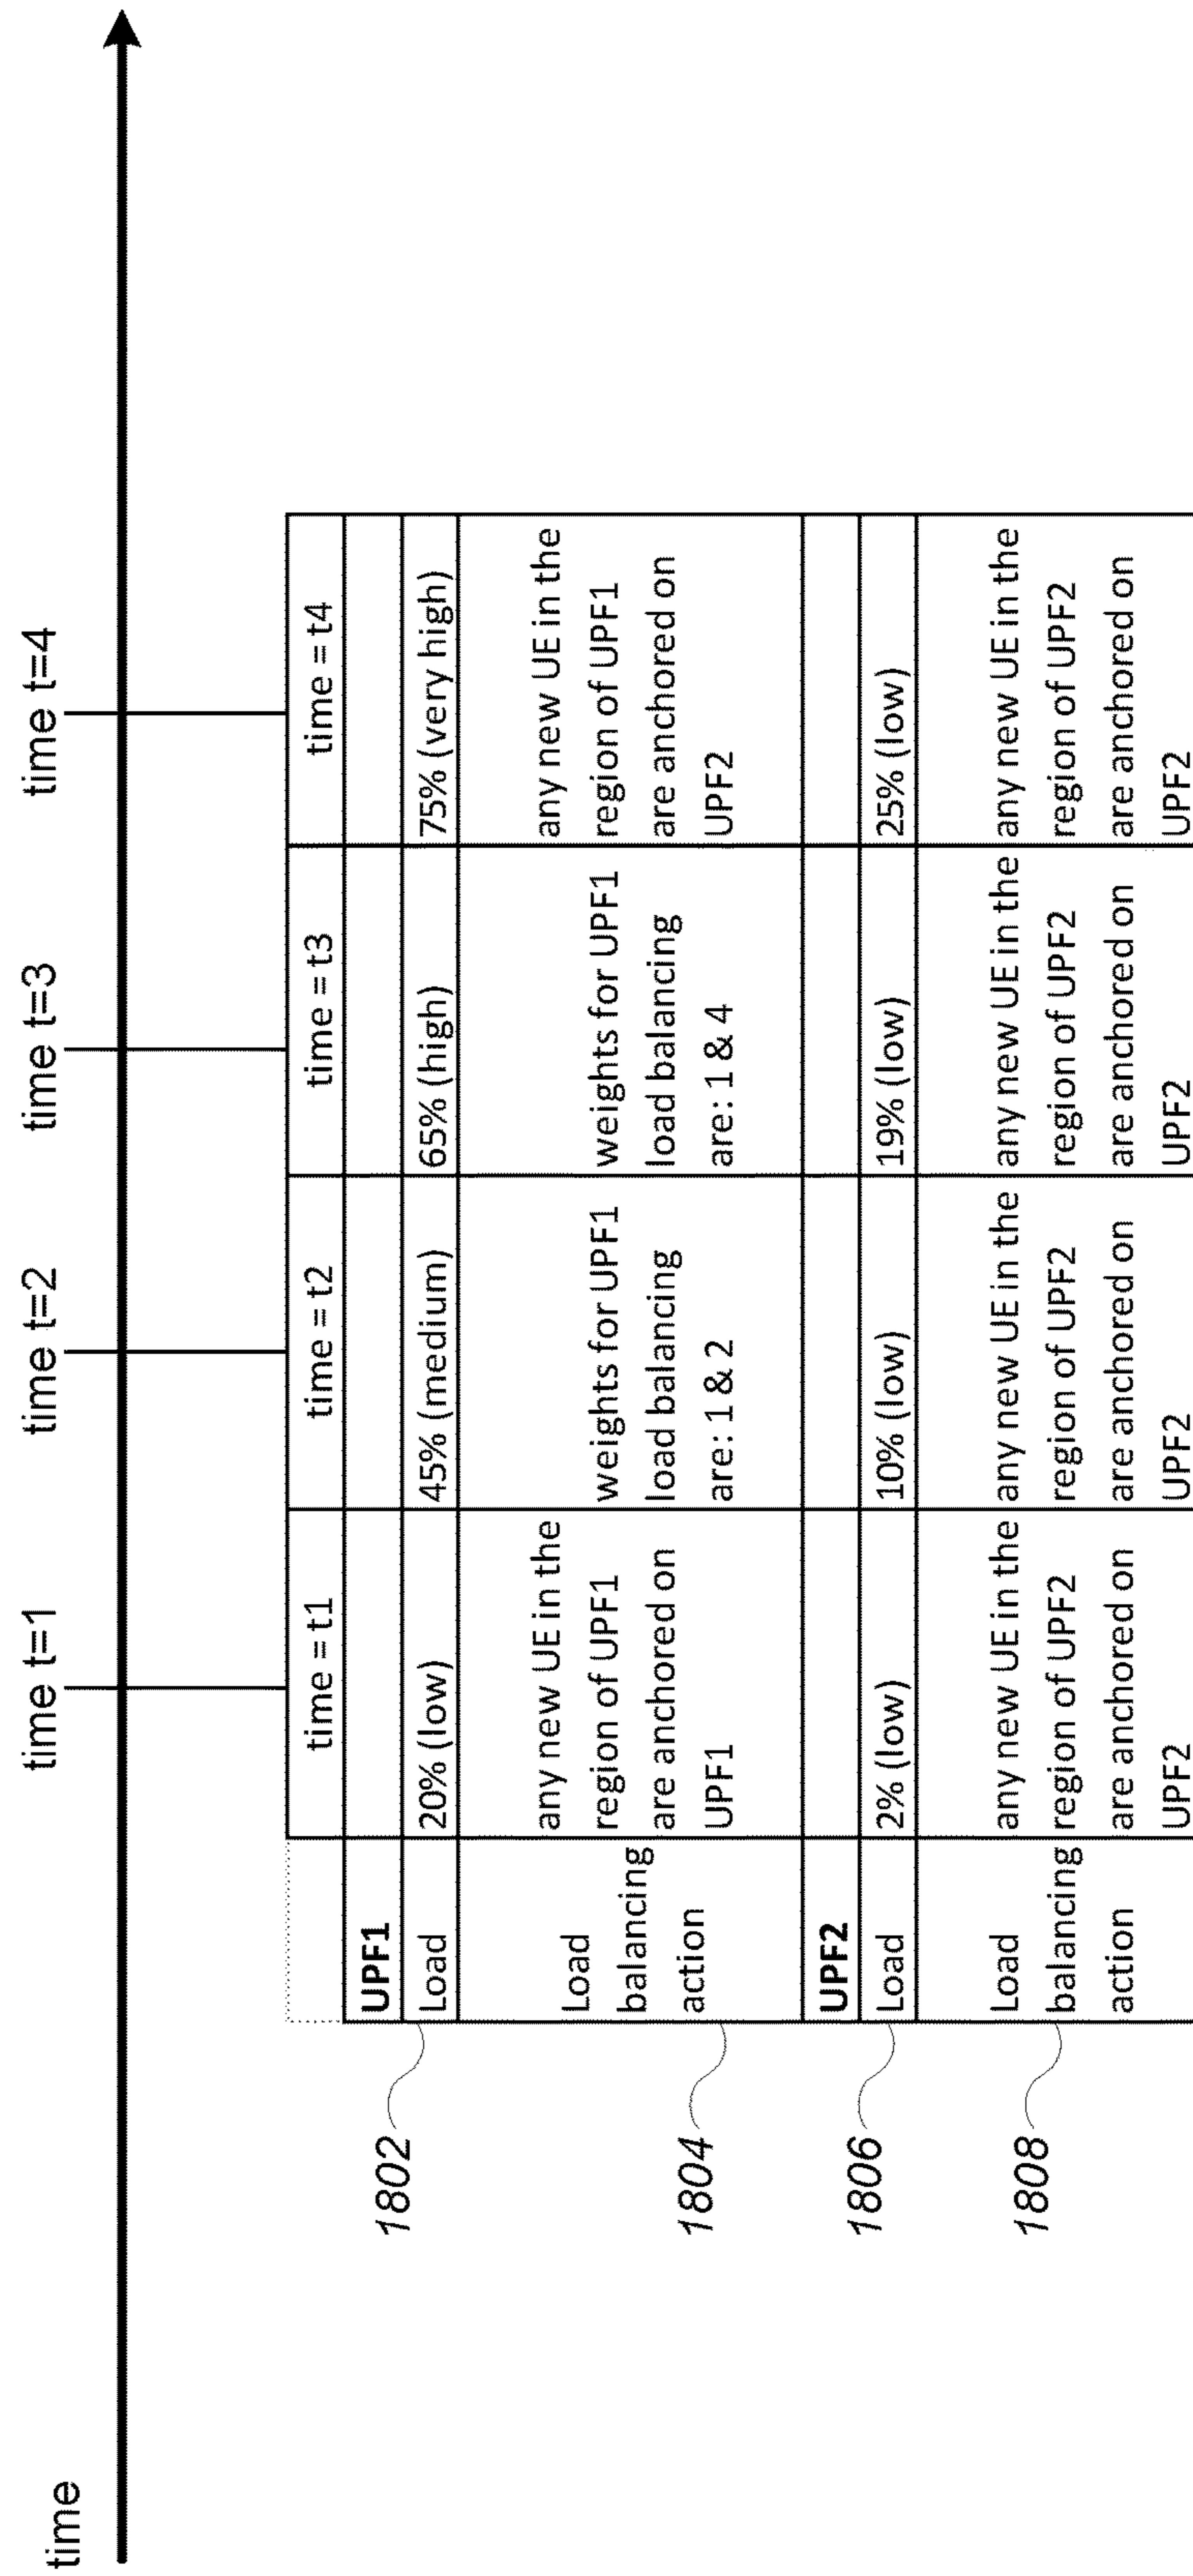 time
time t=1
time t=2
time t=3
time t=4
time = t1
time = t2
time = t3
time = t4
UPF1
1802
Load
20% (low)
45% (medium)
65% (high)
75% (very high)
1804
Load
balancing
action
any new UE in the
region of UPF1
are anchored on
UPF1
weights for UPF1
load balancing
are: 1 & 2
weights for UPF1
load balancing
are: 1 & 4
any new UE in the
region of UPF1
are anchored on
UPF2
UPF2
1806
Load
2% (low)
10% (low)
19% (low)
25% (low)
1808
Load
balancing
action
any new UE in the
region of UPF2
are anchored on
UPF2
any new UE in the
region of UPF2
are anchored on
UPF2
any new UE in the
region of UPF2
are anchored on
UPF2
any new UE in the
region of UPF2
are anchored on
UPF2